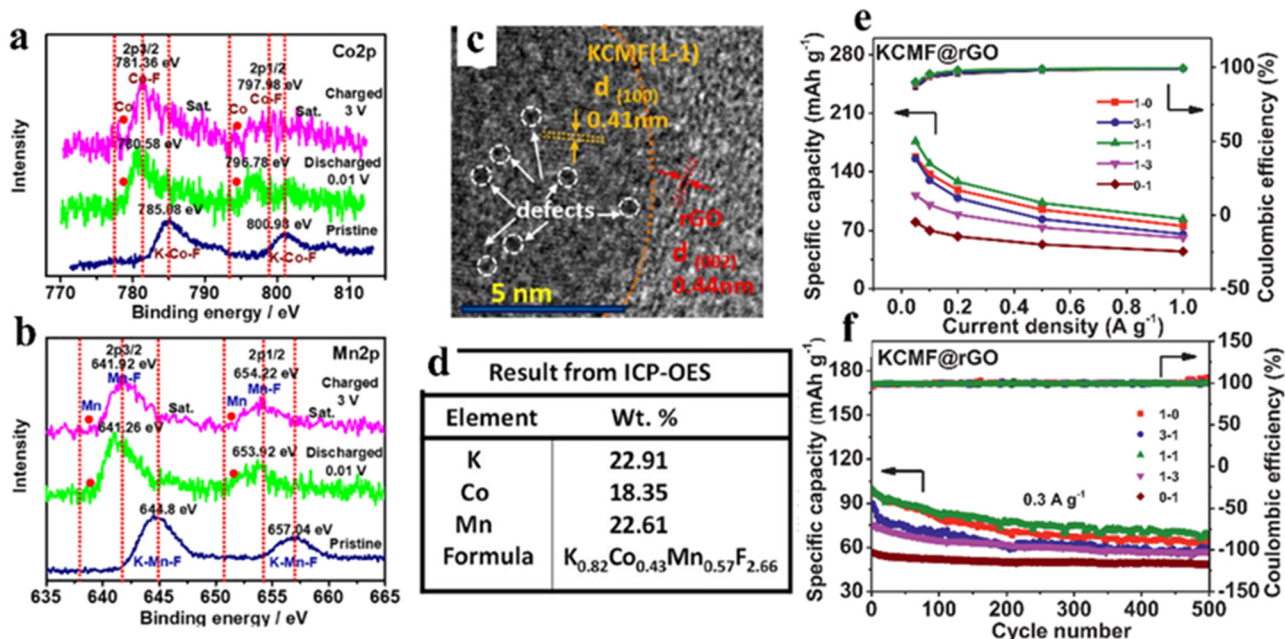 a
Co2p
2p3/2
781.36 eV
Co-F
Co
Sat.
2p1/2
797.98 eV
Co-F
Co
Sat.
Charged
3 V
780.58 eV
796.78 eV
Discharged
0.01 V
785.08 eV
800.98 eV
Pristine
K-Co-F
K-Co-F
Intensity
770 780 790 800 810
Binding energy / eV
b
Mn2p
2p3/2
641.92 eV
Mn-F
Mn
Sat.
2p1/2
654.22 eV
Mn-F
Mn
Sat.
Charged
3 V
641.26 eV
653.92 eV
Discharged
0.01 V
644.8 eV
657.04 eV
Pristine
K-Mn-F
K-Mn-F
Intensity
635 640 645 650 655 660 665
Binding energy / eV
c
KCMF(1-1)
d (100)
0.41nm
defects
rGO
d (002)
0.44nm
5 nm
d
Result from ICP-OES
Element Wt. %
K 22.91
Co 18.35
Mn 22.61
Formula K0.82Co0.43Mn0.57F2.66
e
KCMF@rGO
1-0
3-1
1-1
1-3
0-1
Specific capacity (mAh g-1)
280
210
140
70
0
Coulombic efficiency (%)
100
50
0
-50
0.0 0.2 0.4 0.6 0.8 1.0
Current density (A g-1)
f
KCMF@rGO
1-0
3-1
1-1
1-3
0-1
0.3 A g-1
Specific capacity (mAh g-1)
180
150
120
90
60
30
Coulombic efficiency (%)
150
100
50
0
-50
-100
-150
0 100 200 300 400 500
Cycle number